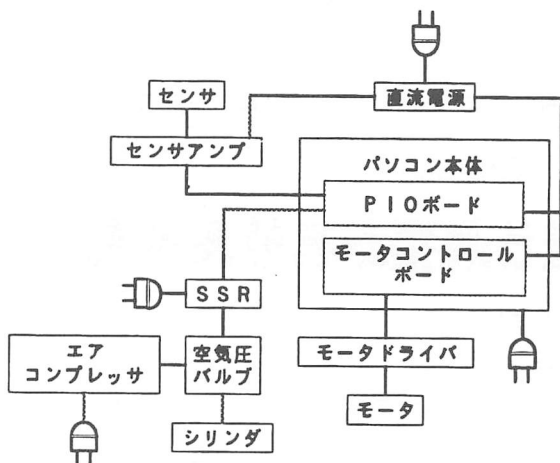 センサ
直流電源
センサアンプ
パソコン本体
PIOボード
モータコントロール
ボード
SSR
エア
コンプレッサ
空気圧
バルブ
モータドライバ
シリンダ
モータ